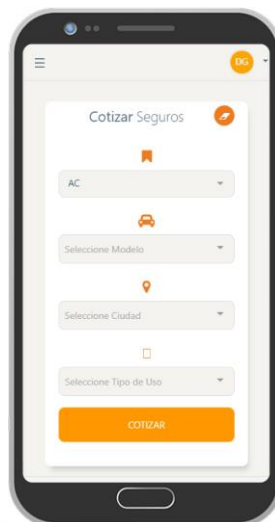 DG
Cotizar Seguros
AC
Seleccione Modelo
Seleccione Ciudad
Seleccione Tipo de Uso
COTIZAR